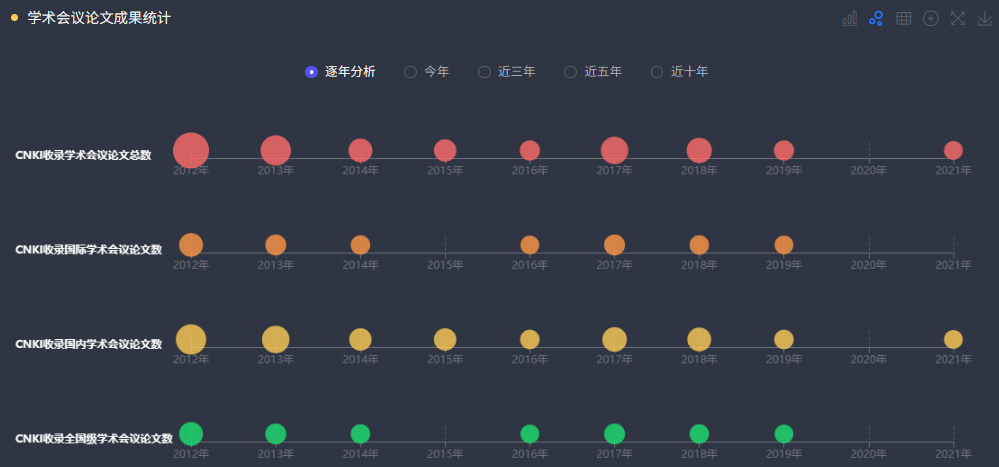 学术会议论文成果统计
逐年分析 今年 近三年 近五年 近十年
CNKI收录学术会议论文总数
2012年 2013年 2014年 2015年 2016年 2017年 2018年 2019年 2020年 2021年
CNKI收录国际学术会议论文数
2012年 2013年 2014年 2015年 2016年 2017年 2018年 2019年 2020年 2021年
CNKI收录国内学术会议论文数
2012年 2013年 2014年 2015年 2016年 2017年 2018年 2019年 2020年 2021年
CNKI收录全国级学术会议论文数
2012年 2013年 2014年 2015年 2016年 2017年 2018年 2019年 2020年 2021年